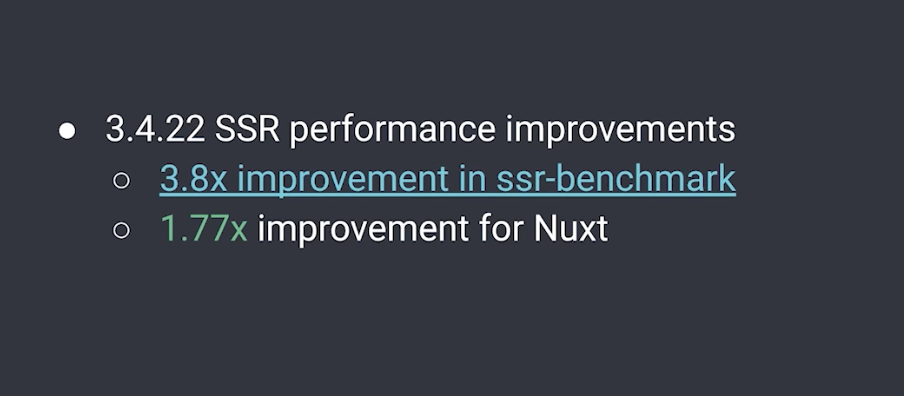 3.4.22 SSR performance improvements
3.8x improvement in ssr-benchmark
1.77x improvement for Nuxt